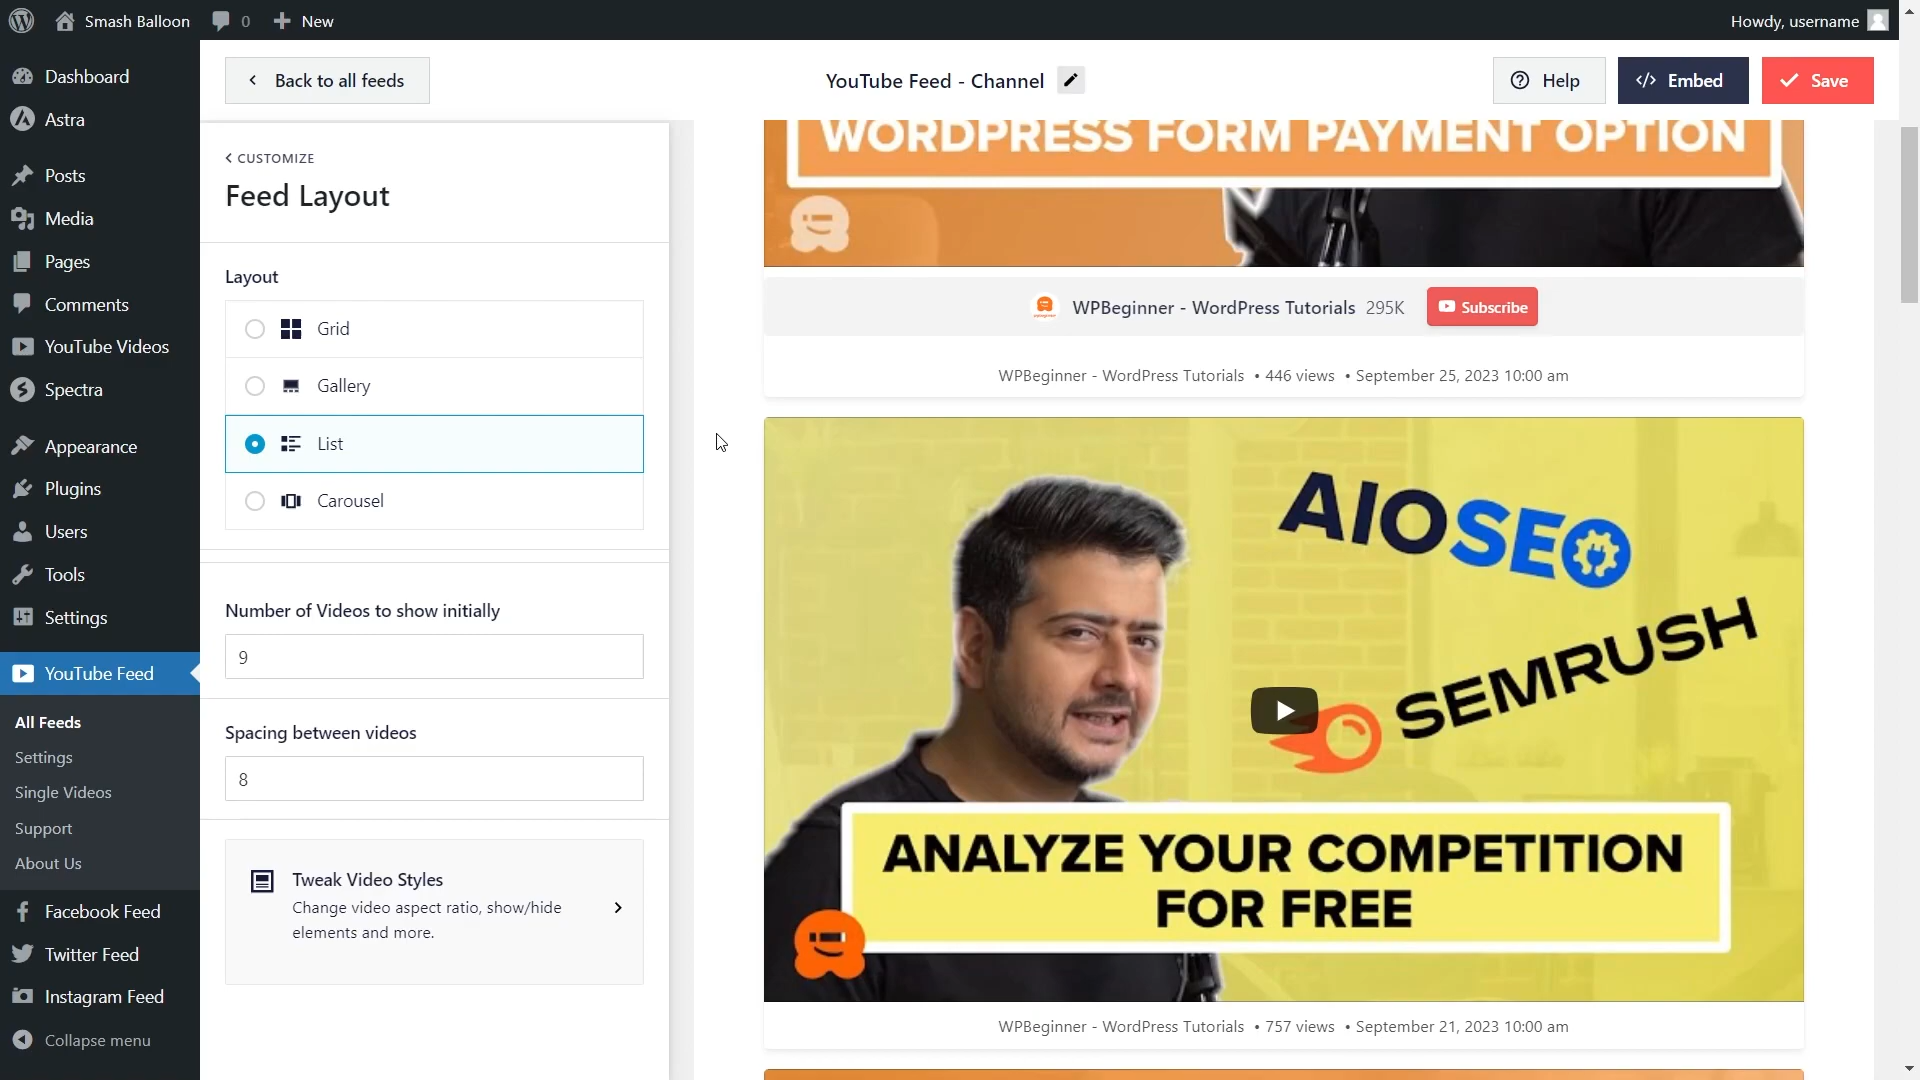 Smash Balloon
0
New
Howdy, username
Dashboard
Astra
Posts
Media
Pages
Comments
YouTube Videos
Spectra
Appearance
Plugins
Users
Tools
Settings
YouTube Feed
All Feeds
Settings
Single Videos
Support
About Us
Facebook Feed
Twitter Feed
Instagram Feed
Collapse menu
Back to all feeds
YouTube Feed - Channel
Help
Embed
Save
CUSTOMIZE
Feed Layout
Layout
Grid
Gallery
List
Carousel
Number of Videos to show initially
9
Spacing between videos
8
Tweak Video Styles
Change video aspect ratio, show/hide
elements and more.
WORDPRESS FORM PAYMENT OPTION
WPBeginner - WordPress Tutorials 295K
Subscribe
WPBeginner - WordPress Tutorials • 446 views • September 25, 2023 10:00 am
AIOSEO
SEMRUSH
ANALYZE YOUR COMPETITION
FOR FREE
WPBeginner - WordPress Tutorials • 757 views • September 21, 2023 10:00 am